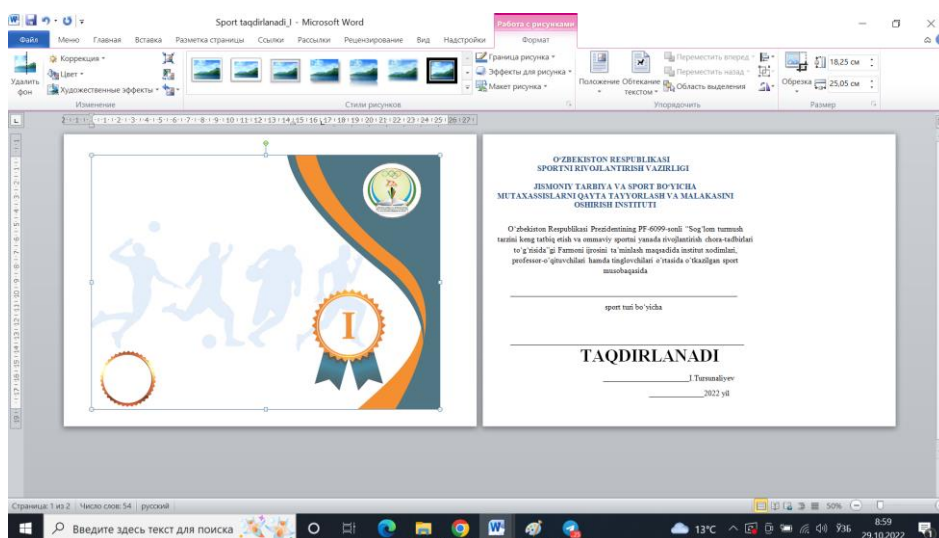 Sport taqdirlanadi_I - Microsoft Word
Работа с рисунками
Файл Меню Главная Вставка Разметка страницы Ссылки Рассылки Рецензирование Вид Надстройки Формат
Удалить фон
Коррекция
Цвет
Художественные эффекты
Изменение
Стили рисунков
Граница рисунка
Эффекты для рисунка
Макет рисунка
Положение
Обтекание текстом
Переместить вперед
Переместить назад
Область выделения
Упорядочить
Обрезка
18,25 см
25,05 см
Размер
I
O‘ZBEKISTON RESPUBLIKASI
SPORTNI RIVOJLANTIRISH VAZIRLIGI
JISMONIY TARBIYA VA SPORT BO‘YICHA
MUTAXASSISLARNI QAYTA TAYYORLASH VA MALAKASINI
OSHIRISH INSTITUTI
O‘zbekiston Respublikasi Prezidentining PF-6099-sonli “Sog‘lom turmush
tarzini keng tatbiq etish va ommaviy sportni yanada rivojlantirish chora-tadbirlari
to‘g‘risida”gi Farmoni ijrosini ta’minlash maqsadida institut xodimlari,
professor-o‘qituvchilari hamda tinglovchilari o‘rtasida o‘tkazilgan sport
musobaqasida
sport turi bo‘yicha
TAQDIRLANADI
I.Tursunaliyev
2022 yil
Страница: 1 из 2 Число слов: 54 русский
50%
Введите здесь текст для поиска
13°C
УЗБ
8:59
29.10.2022